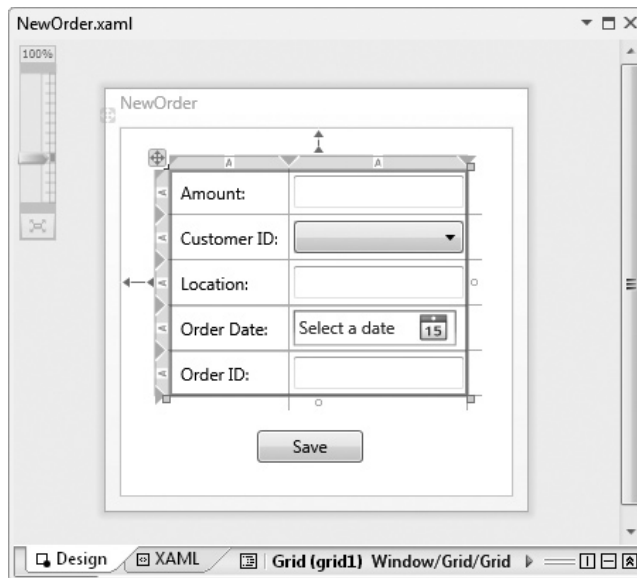 NewOrder.xaml
100%
NewOrder
A A
A Amount:
A Customer ID:
A Location:
A Order Date: Select a date 15
A Order ID:
Save
Design XAML Grid (grid1) Window/Grid/Grid